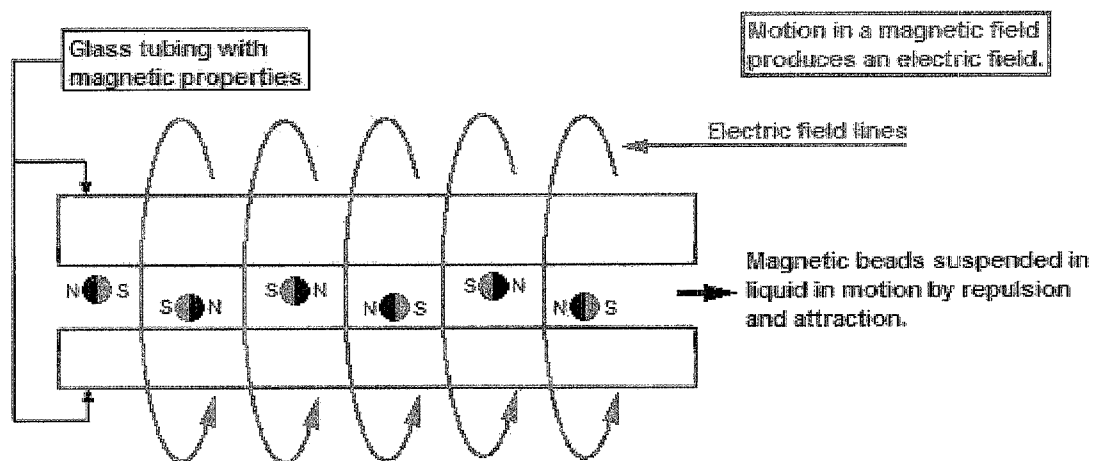 Glass tubing with
magnetic properties
Motion in a magnetic field
produces an electric field.
Electric field lines
N S
S N
S N
N S
S N
N S
Magnetic beads suspended in
liquid in motion by repulsion
and attraction.